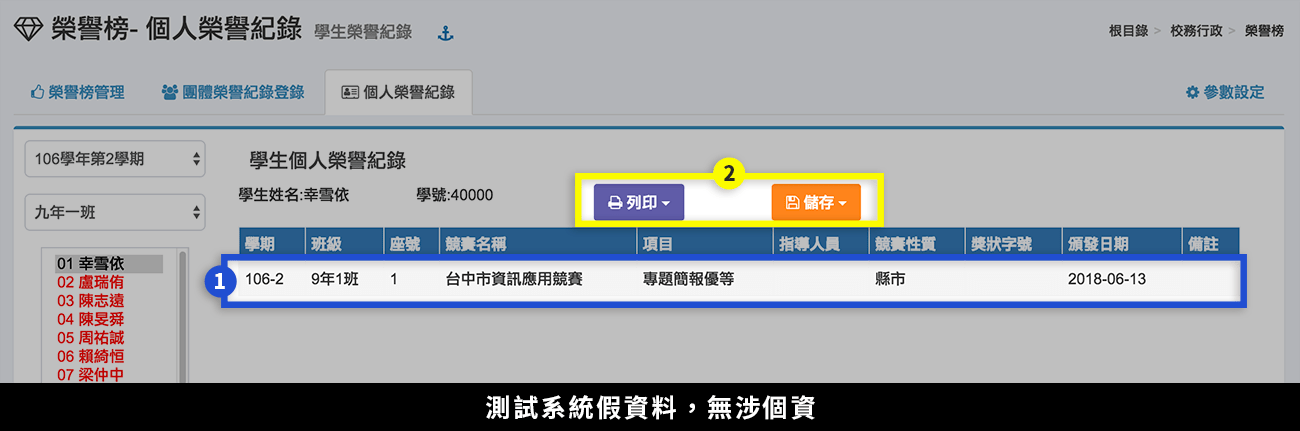 榮譽榜- 個人榮譽紀錄 學生榮譽紀錄
根目錄 > 校務行政 > 榮譽榜
榮譽榜管理 團體榮譽紀錄登錄 個人榮譽紀錄 參數設定
106學年第2學期
九年一班
01 幸雪依
02 盧瑞侑
03 陳志遠
04 陳旻舜
05 周祐誠
06 賴綺恒
07 梁仲中
學生個人榮譽紀錄
學生姓名:幸雪依 學號:40000
2
列印 儲存
學期 班級 座號 競賽名稱 項目 指導人員 競賽性質 獎狀字號 頒發日期 備註
1
106-2 9年1班 1 台中市資訊應用競賽 專題簡報優等 縣市 2018-06-13
測試系統假資料，無涉個資